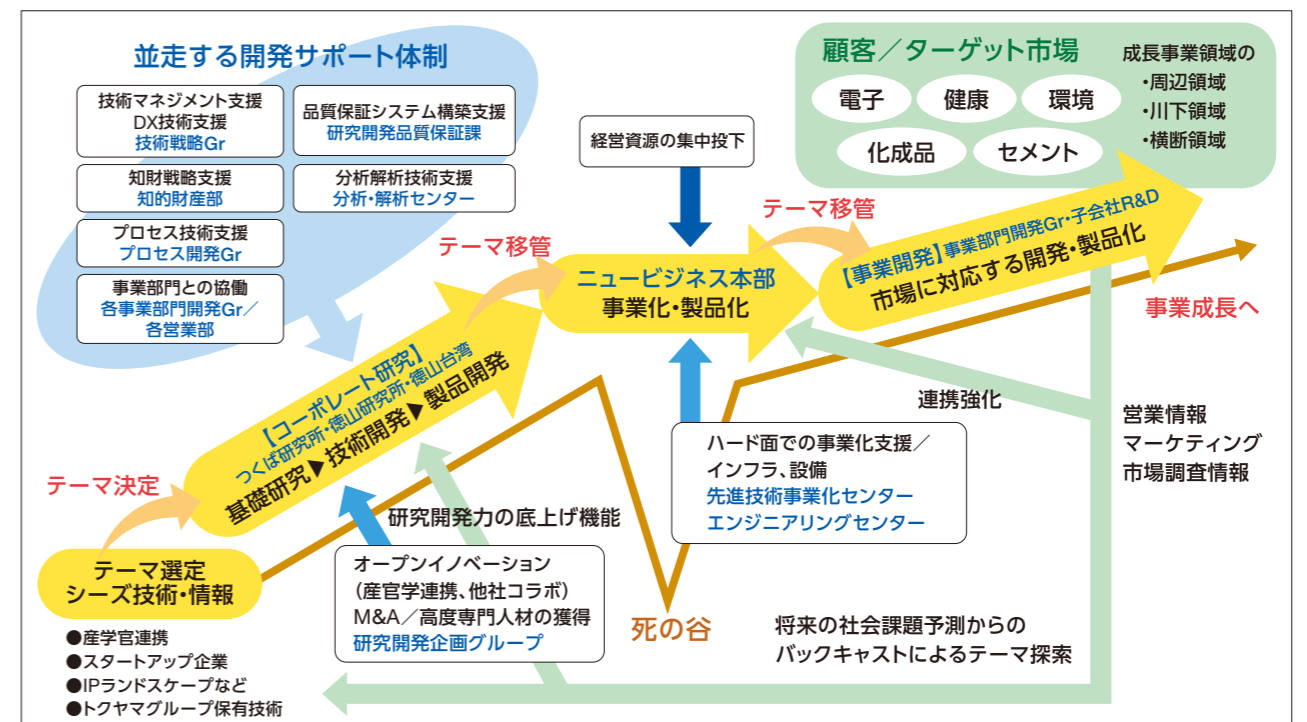 並走する開発サポート体制
技術マネジメント支援
DX技術支援
技術戦略Gr
品質保証システム構築支援
研究開発品質保証課
知財戦略支援
知的財産部
分析解析技術支援
分析・解析センター
プロセス技術支援
プロセス開発Gr
事業部門との協働
各事業部門開発Gr／
各営業部
経営資源の集中投下
顧客／ターゲット市場
電子
健康
環境
化成品
セメント
成長事業領域の
・周辺領域
・川下領域
・横断領域
テーマ移管
テーマ移管
【事業開発】事業部門開発Gr・子会社R&D
市場に対応する開発・製品化
ニュービジネス本部
事業化・製品化
事業成長へ
【コーポレート研究】
つくば研究所・徳山研究所・徳山台湾
基礎研究▶技術開発▶製品開発
テーマ決定
連携強化
営業情報
マーケティング
市場調査情報
ハード面での事業化支援／
インフラ、設備
先進技術事業化センター
エンジニアリングセンター
研究開発力の底上げ機能
オープンイノベーション
（産官学連携、他社コラボ）
M&A／高度専門人材の獲得
研究開発企画グループ
テーマ選定
シーズ技術・情報
死の谷
将来の社会課題予測からの
バックキャストによるテーマ探索
●産学官連携
●スタートアップ企業
●IPランドスケープなど
●トクヤマグループ保有技術